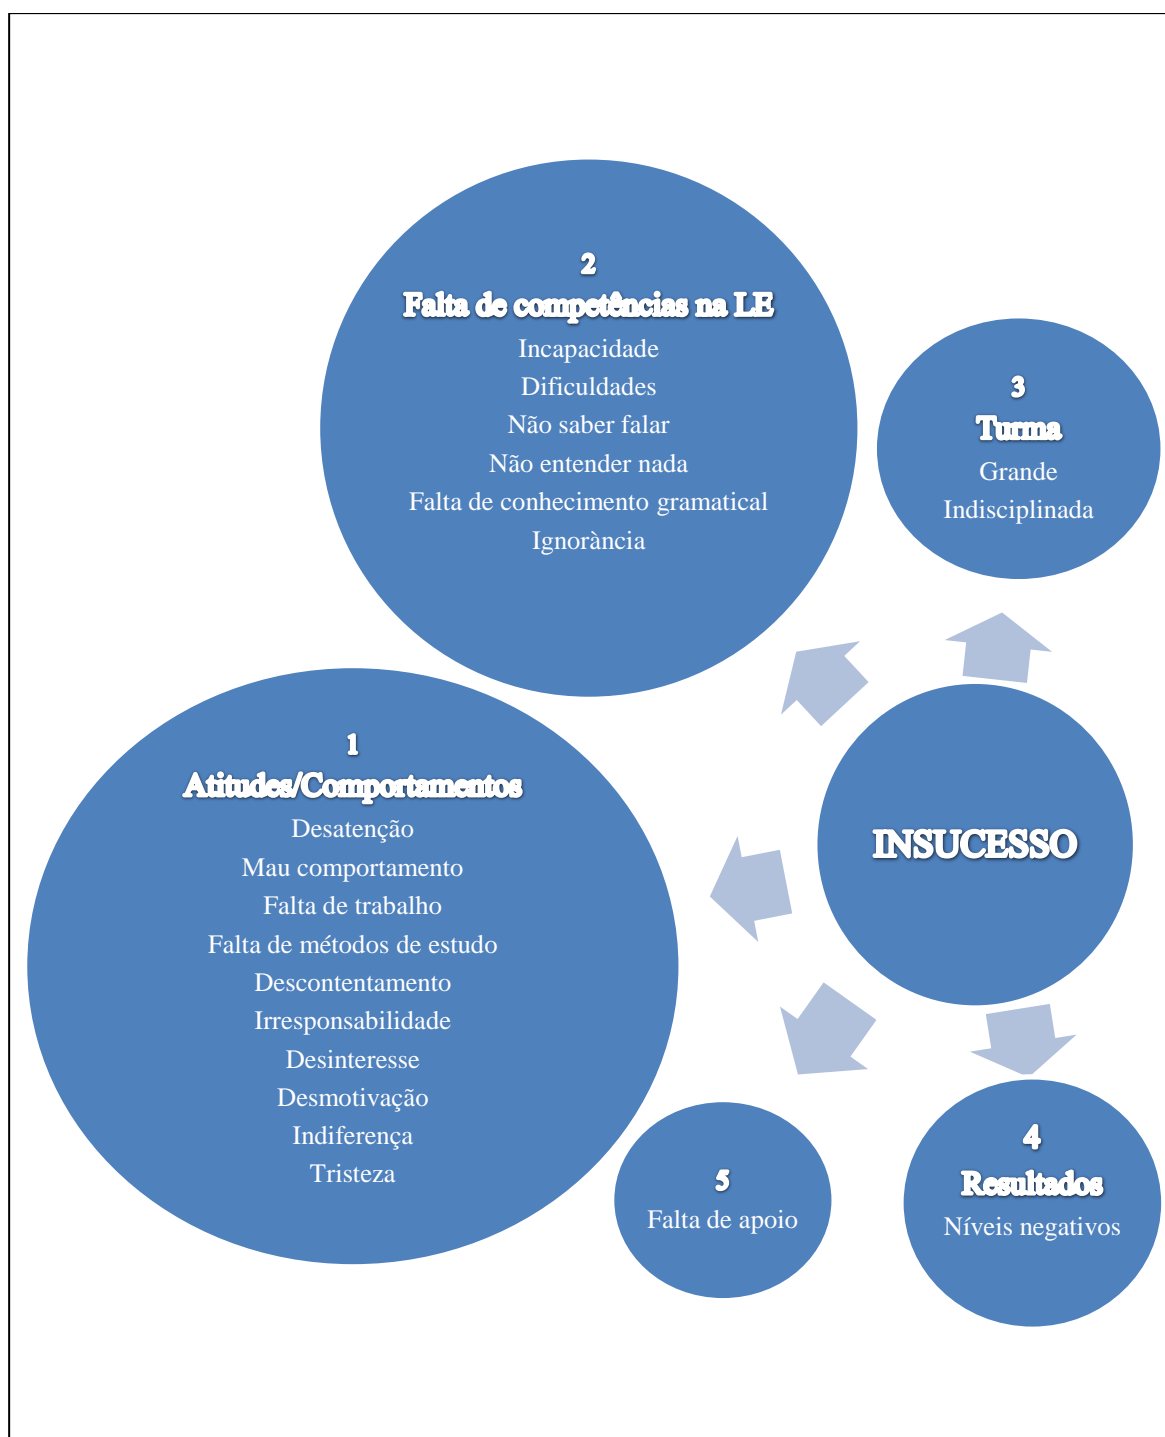 2
Falta de competências na LE
Incapacidade
Dificuldades
Não saber falar
Não entender nada
Falta de conhecimento gramatical
Ignorància
3
Turma
Grande
Indisciplinada
1
Atitudes/Comportamentos
Desatenção
Mau comportamento
Falta de trabalho
Falta de métodos de estudo
Descontentamento
Irresponsabilidade
Desinteresse
Desmotivação
Indiferença
Tristeza
INSUCESSO
5
Falta de apoio
4
Resultados
Níveis negativos